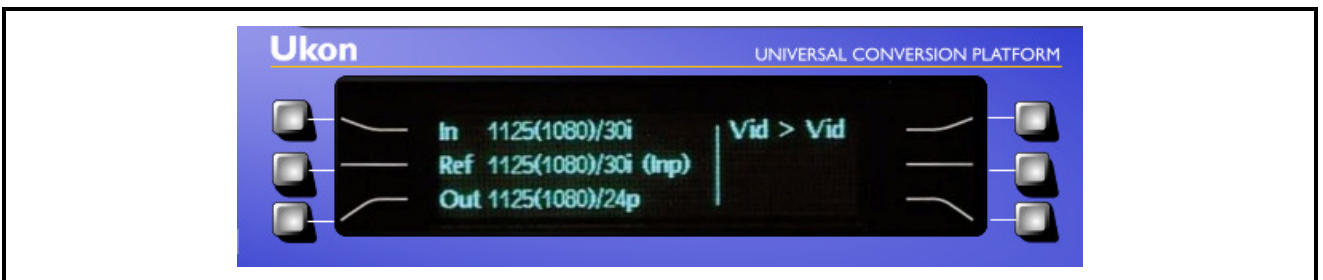 Ukon
UNIVERSAL CONVERSION PLATFORM
In 1125(1080)/30i
Vid > Vid
Ref 1125(1080)/30i (Inp)
Out 1125(1080)/24p